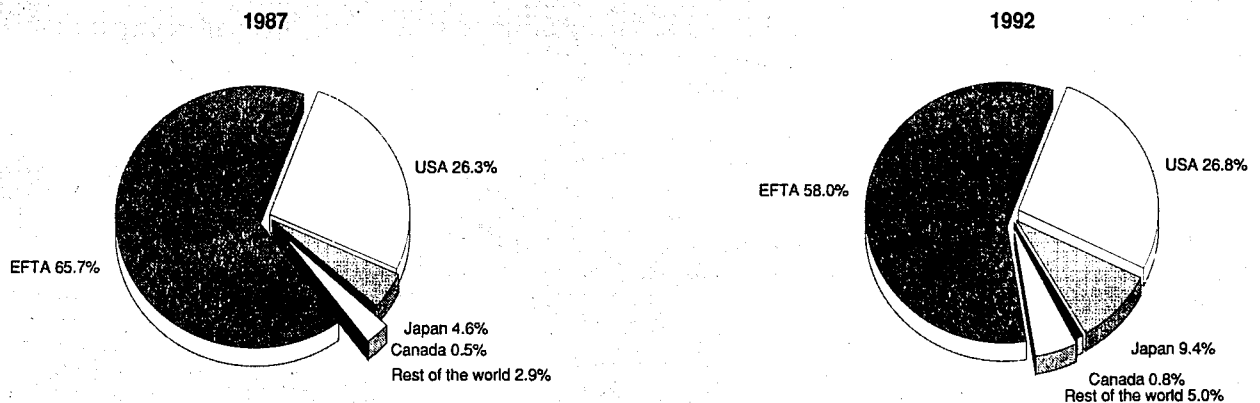 1987
USA 26.3%
EFTA 65.7%
Japan 4.6%
Canada 0.5%
Rest of the world 2.9%
1992
USA 26.8%
EFTA 58.0%
Japan 9.4%
Canada 0.8%
Rest of the world 5.0%